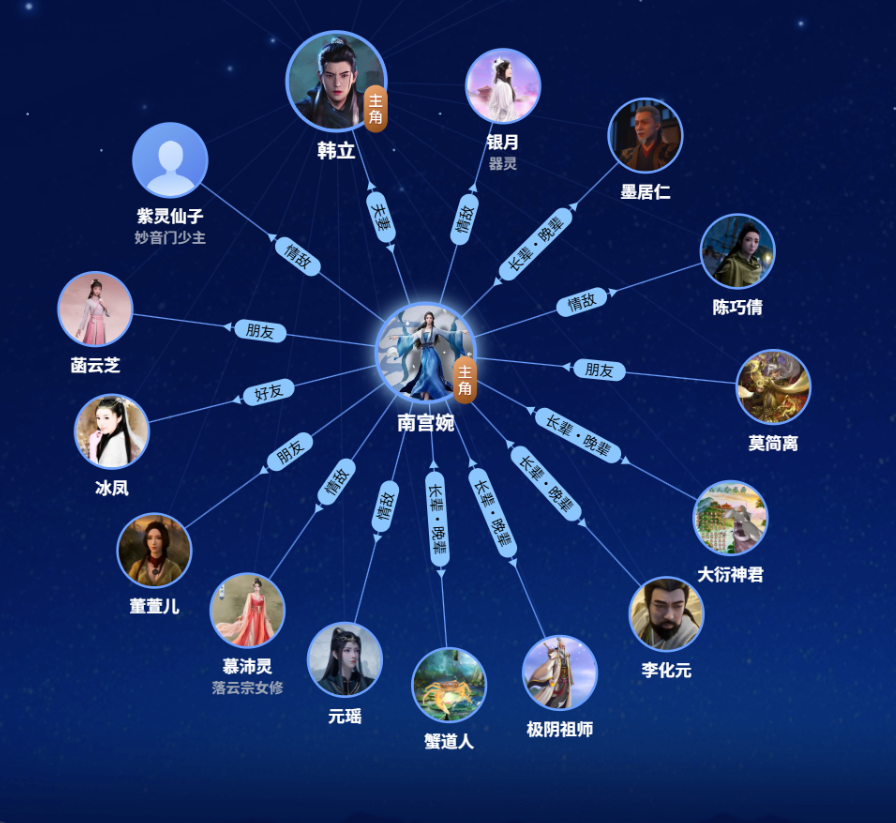 韩立
主角
银月
器灵
墨居仁
紫灵仙子
妙音门少主
夫妻
情敌
长辈·晚辈
陈巧倩
情敌
情敌
菡云芝
朋友
朋友
莫简离
主角
南宫婉
冰凤
好友
长辈·晚辈
朋友
长辈·晚辈
大衍神君
董萱儿
情敌
情敌
长辈·晚辈
长辈·晚辈
李化元
慕沛灵
落云宗女修
元瑶
蟹道人
极阴祖师